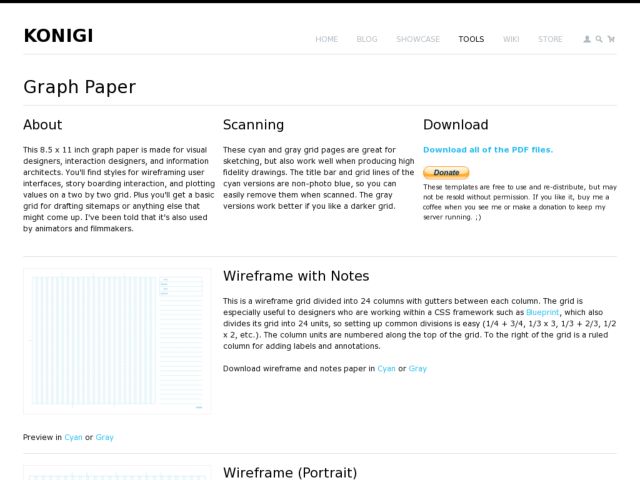 KONIGI
HOME BLOG SHOWCASE TOOLS WIKI STORE
Graph Paper
About
This 8.5 x 11 inch graph paper is made for visual
designers, interaction designers, and information
architects. You'll find styles for wireframing user
interfaces, story boarding interaction, and plotting
values on a two by two grid. Plus you'll get a basic
grid for drafting sitemaps or anything else that
might come up. I've been told that it's also used
by animators and filmmakers.
Scanning
These cyan and gray grid pages are great for
sketching, but also work well when producing high
fidelity drawings. The title bar and grid lines of the
cyan versions are non-photo blue, so you can
easily remove them when scanned. The gray
versions work better if you like a darker grid.
Download
Download all of the PDF files.
Donate
These templates are free to use and re-distribute, but may
not be resold without permission. If you like it, buy me a
coffee when you see me or make a donation to keep my
server running. ;)
Wireframe with Notes
This is a wireframe grid divided into 24 columns with gutters between each column. The grid is
especially useful to designers who are working within a CSS framework such as Blueprint, which also
divides its grid into 24 units, so setting up common divisions is easy (1/4 + 3/4, 1/3 x 3, 1/3 + 2/3, 1/2
x 2, etc.). The column units are numbered along the top of the grid. To the right of the grid is a ruled
column for adding labels and annotations.
Download wireframe and notes paper in Cyan or Gray
Preview in Cyan or Gray
Wireframe (Portrait)